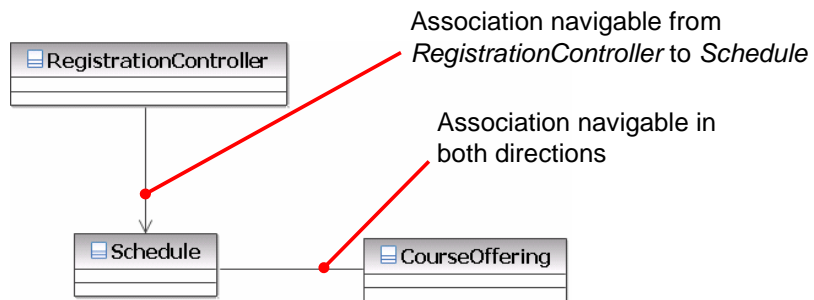 Association navigable from
RegistrationController to Schedule
RegistrationController
Association navigable in
both directions
Schedule
CourseOffering